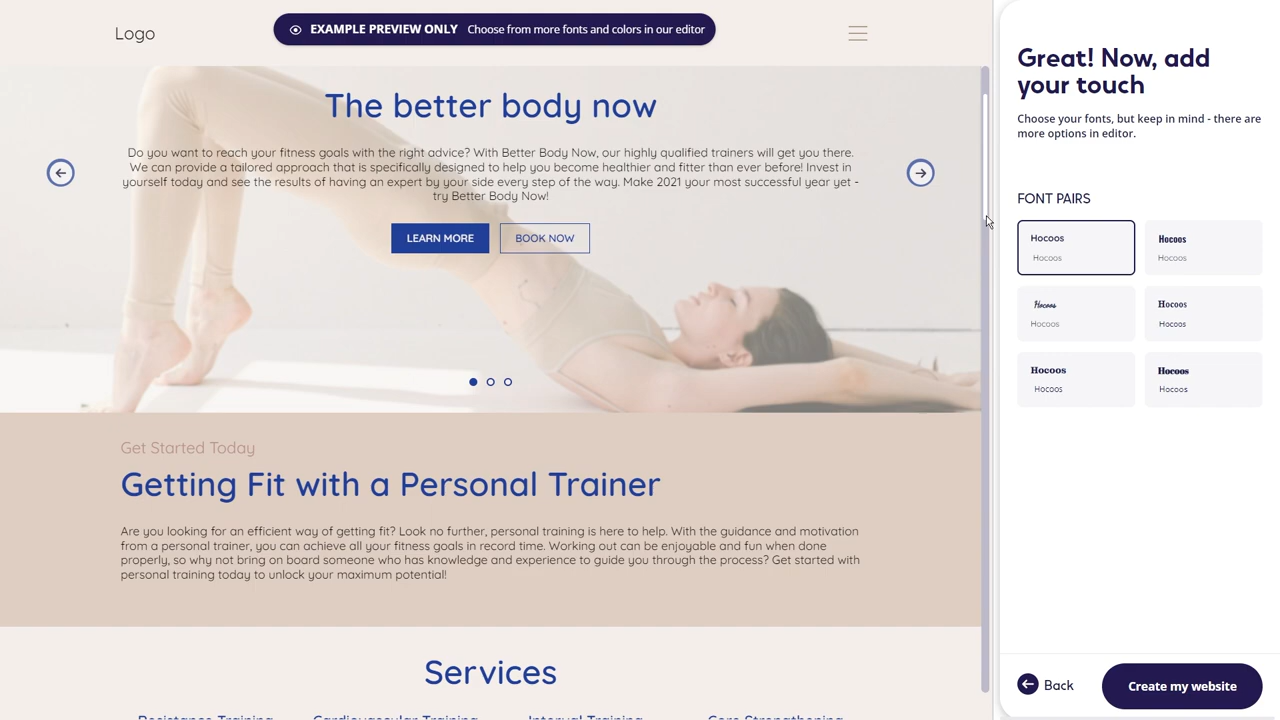 Logo
EXAMPLE PREVIEW ONLY Choose from more fonts and colors in our editor
The better body now
Do you want to reach your fitness goals with the right advice? With Better Body Now, our highly qualified trainers will get you there.
We can provide a tailored approach that is specifically designed to help you become healthier and fitter than ever before! Invest in
yourself today and see the results of having an expert by your side every step of the way. Make 2021 your most successful year yet -
try Better Body Now!
LEARN MORE
BOOK NOW
Get Started Today
Getting Fit with a Personal Trainer
Are you looking for an efficient way of getting fit? Look no further, personal training is here to help. With the guidance and motivation
from a personal trainer, you can achieve all your fitness goals in record time. Working out can be enjoyable and fun when done
properly, so why not bring on board someone who has knowledge and experience to guide you through the process? Get started with
personal training today to unlock your maximum potential!
Services
Resistance Training
Cardiovascular Training
Interval Training
Core Strengthening
Great! Now, add
your touch
Choose your fonts, but keep in mind - there are
more options in editor.
FONT PAIRS
Hocoos
Hocoos
Hocoos
Hocoos
Hocoos
Hocoos
Hocoos
Hocoos
Hocoos
Hocoos
Hocoos
Hocoos
Back
Create my website